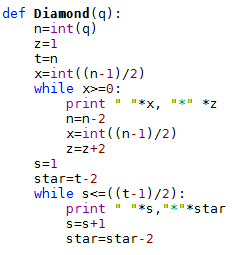 def Diamond(q):
    n=int(q)
    z=1
    t=n
    x=int((n-1)/2)
    while x>=0:
        print " "*x, "*" *z
        n=n-2
        x=int((n-1)/2)
        z=z+2
    s=1
    star=t-2
    while s<=((t-1)/2):
        print " "*s,"*"*star
        s=s+1
        star=star-2